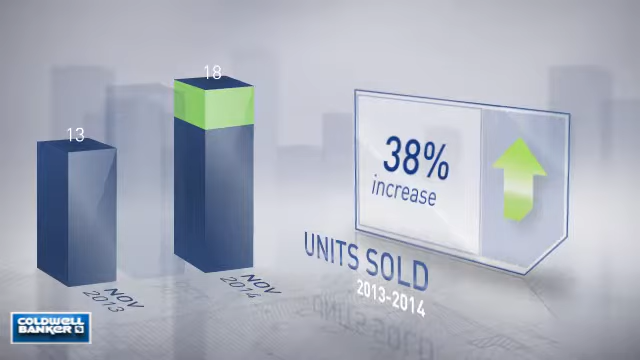 13
18
NOV
2013
NOV
2014
38%
increase
UNITS SOLD
2013-2014
COLDWELL
BANKER